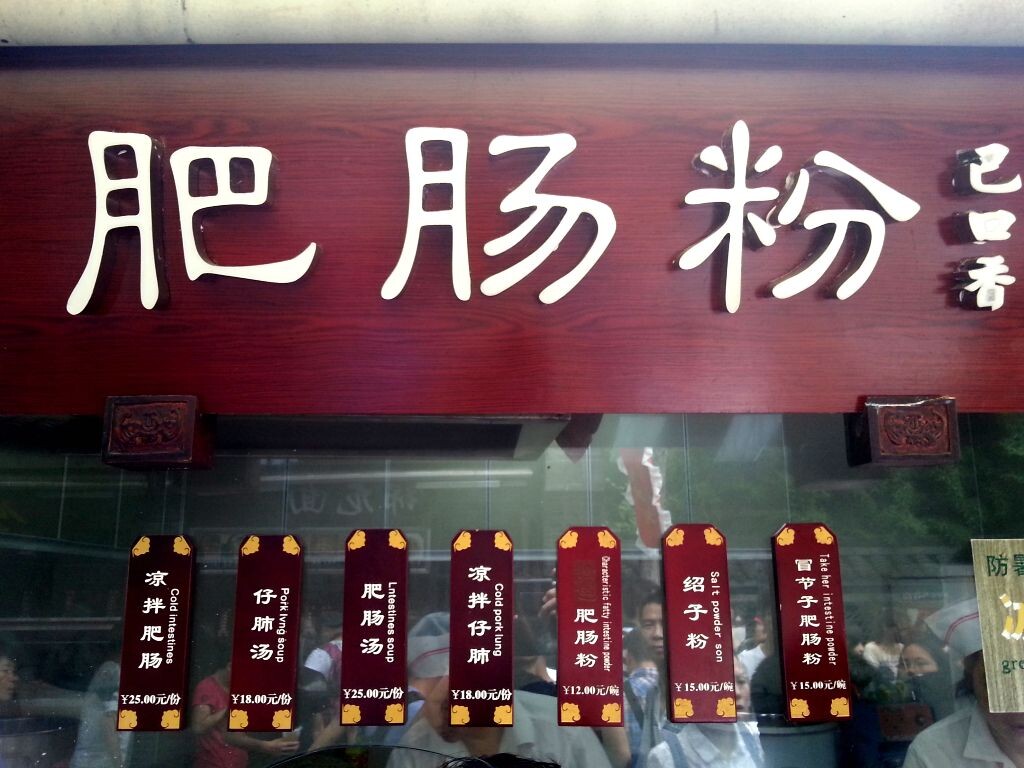 肥肠粉
已口香
凉拌肥肠
Cold intestines
￥25.00元/份
仔肺汤
Pork lvng soup
￥18.00元/份
肥肠汤
Lntestines soup
￥25.00元/份
凉拌仔肺
Cold pork lung
￥18.00元/份
肥肠粉
Characteristic fatty intestine powder
￥12.00元/碗
绍子粉
Salt powder son
￥15.00元/碗
冒节子肥肠粉
Take her intestine powder
￥15.00元/碗
防暑
gre